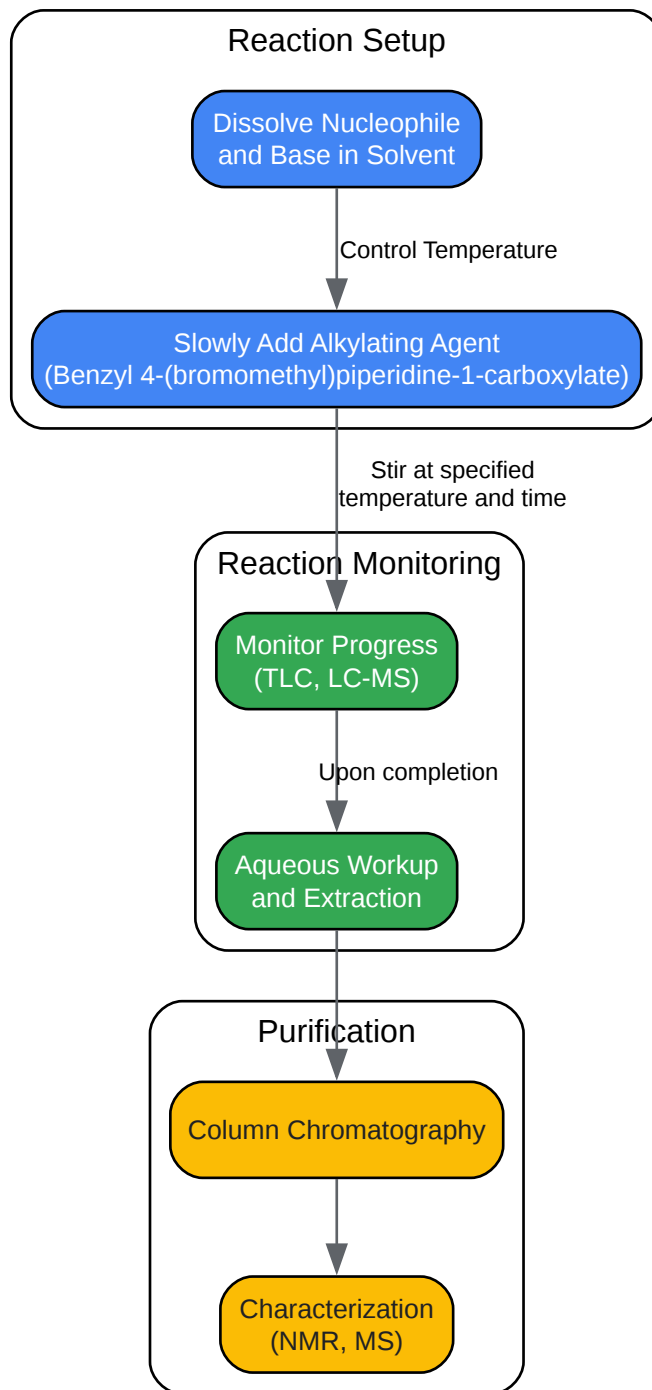 Reaction Setup
Dissolve Nucleophile
and Base in Solvent
Control Temperature
Slowly Add Alkylating Agent
(Benzyl 4-(bromomethyl)piperidine-1-carboxylate)
Stir at specified
temperature and time
Reaction Monitoring
Monitor Progress
(TLC, LC-MS)
Upon completion
Aqueous Workup
and Extraction
Purification
Column Chromatography
Characterization
(NMR, MS)